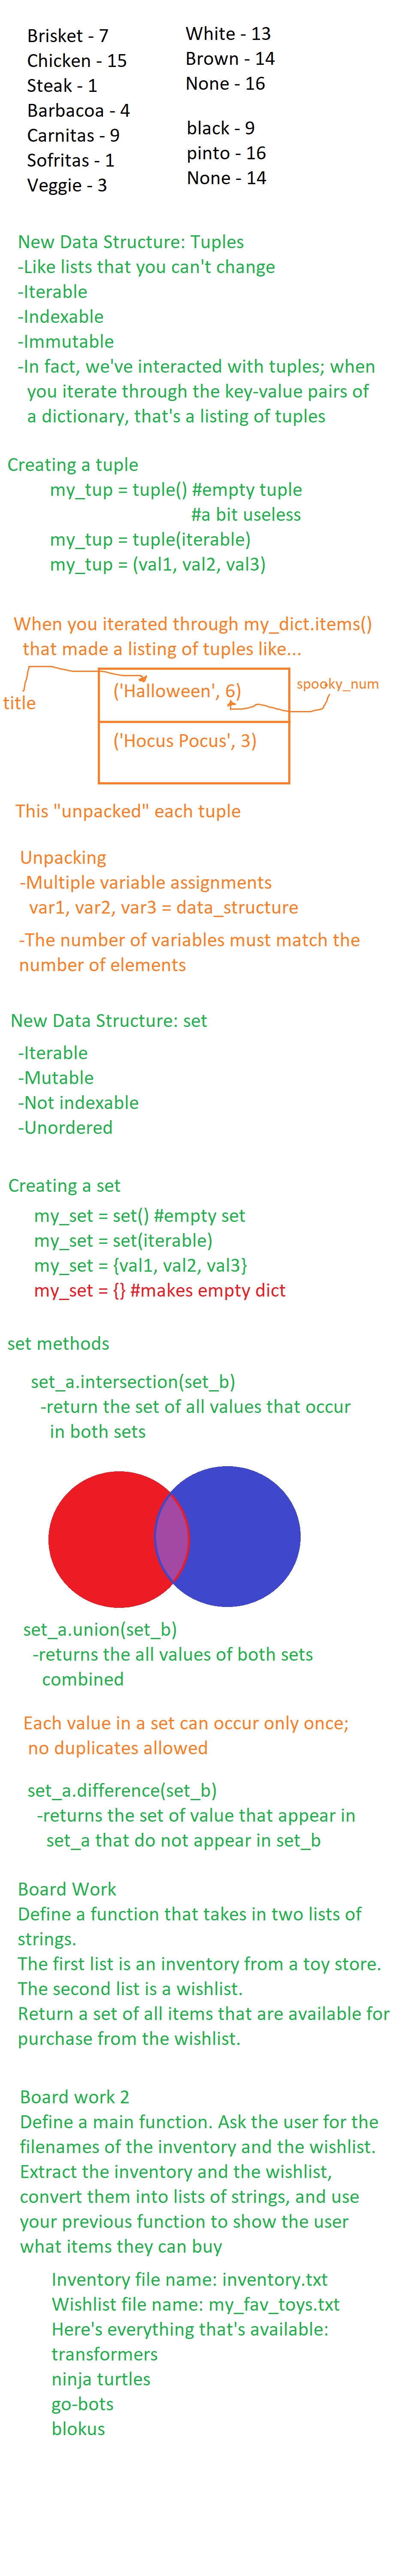 Brisket - 7
Chicken - 15
Steak - 1
Barbacoa - 4
Carnitas - 9
Sofritas - 1
Veggie - 3
White - 13
Brown - 14
None - 16
black - 9
pinto - 16
None - 14
New Data Structure: Tuples
-Like lists that you can't change
-Iterable
-Indexable
-Immutable
-In fact, we've interacted with tuples; when
you iterate through the key-value pairs of
a dictionary, that's a listing of tuples
Creating a tuple
my_tup = tuple() #empty tuple
#a bit useless
my_tup = tuple(iterable)
my_tup = (val1, val2, val3)
When you iterated through my_dict.items()
that made a listing of tuples like...
title
('Halloween', 6)
spooky_num
('Hocus Pocus', 3)
This "unpacked" each tuple
Unpacking
-Multiple variable assignments
var1, var2, var3 = data_structure
-The number of variables must match the
number of elements
New Data Structure: set
-Iterable
-Mutable
-Not indexable
-Unordered
Creating a set
my_set = set() #empty set
my_set = set(iterable)
my_set = {val1, val2, val3}
my_set = {} #makes empty dict
set methods
set_a.intersection(set_b)
-return the set of all values that occur
in both sets
set_a.union(set_b)
-returns the all values of both sets
combined
Each value in a set can occur only once;
no duplicates allowed
set_a.difference(set_b)
-returns the set of value that appear in
set_a that do not appear in set_b
Board Work
Define a function that takes in two lists of
strings.
The first list is an inventory from a toy store.
The second list is a wishlist.
Return a set of all items that are available for
purchase from the wishlist.
Board work 2
Define a main function. Ask the user for the
filenames of the inventory and the wishlist.
Extract the inventory and the wishlist,
convert them into lists of strings, and use
your previous function to show the user
what items they can buy
Inventory file name: inventory.txt
Wishlist file name: my_fav_toys.txt
Here's everything that's available:
transformers
ninja turtles
go-bots
blokus